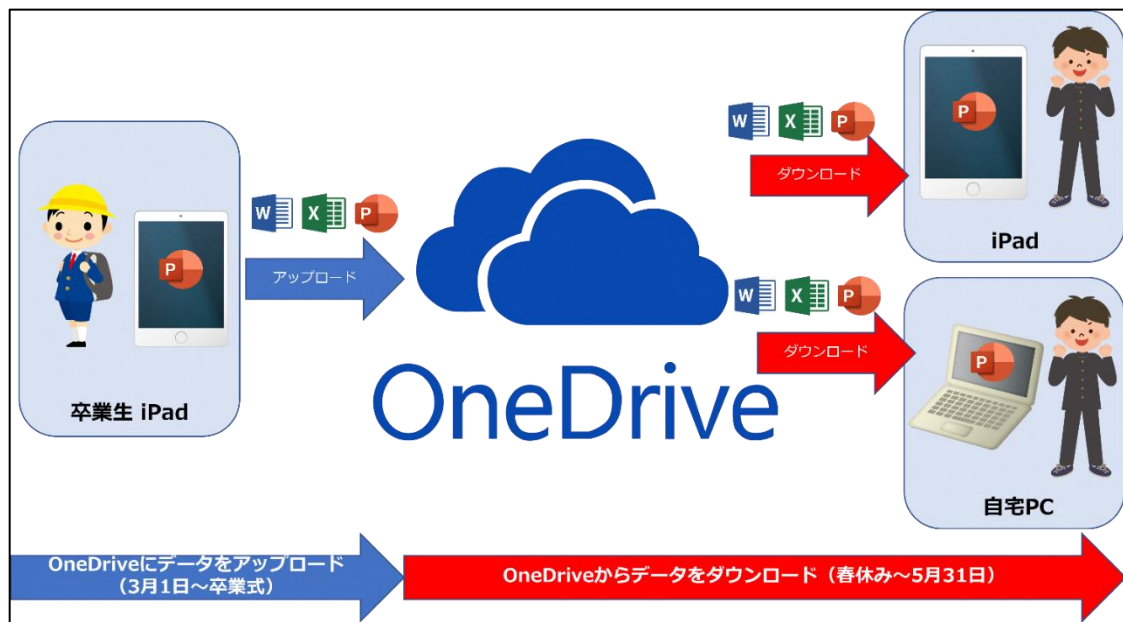 W
X
P
アップロード
P
卒業生 iPad
OneDrive
W
X
P
ダウンロード
P
iPad
W
X
P
ダウンロード
P
自宅PC
OneDriveにデータをアップロード
（3月1日～卒業式）
OneDriveからデータをダウンロード（春休み～5月31日）